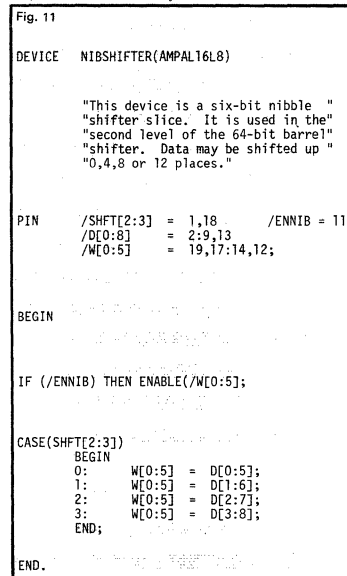 Fig. 11
DEVICE NIBSHIFTER(AMPAL16L8)
"This device is a six-bit nibble "
"shifter slice. It is used in the"
"second level of the 64-bit barrel"
"shifter. Data may be shifted up "
"0,4,8 or 12 places."
PIN /SHFT[2:3] = 1,18 /ENNIB = 11
/D[0:8] = 2:9,13
/W[0:5] = 19,17:14,12;
BEGIN
IF (/ENNIB) THEN ENABLE(/W[0:5];
CASE(SHFT[2:3])
BEGIN
0: W[0:5] = D[0:5];
1: W[0:5] = D[1:6];
2: W[0:5] = D[2:7];
3: W[0:5] = D[3:8];
END;
END.